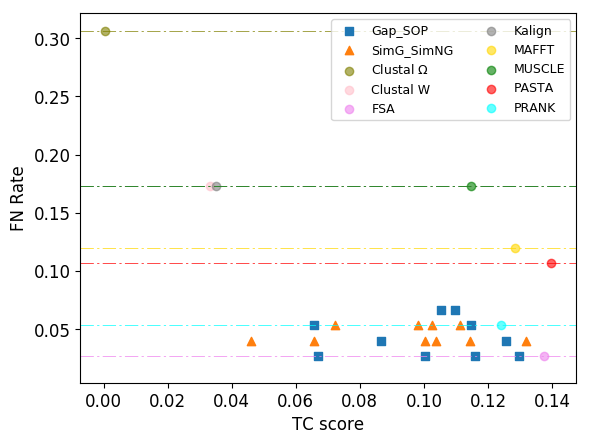 Gap_SOP
SimG_SimNG
Clustal Ω
Clustal W
FSA
Kalign
MAFFT
MUSCLE
PASTA
PRANK
FN Rate
0.30
0.25
0.20
0.15
0.10
0.05
0.00 0.02 0.04 0.06 0.08 0.10 0.12 0.14
TC score